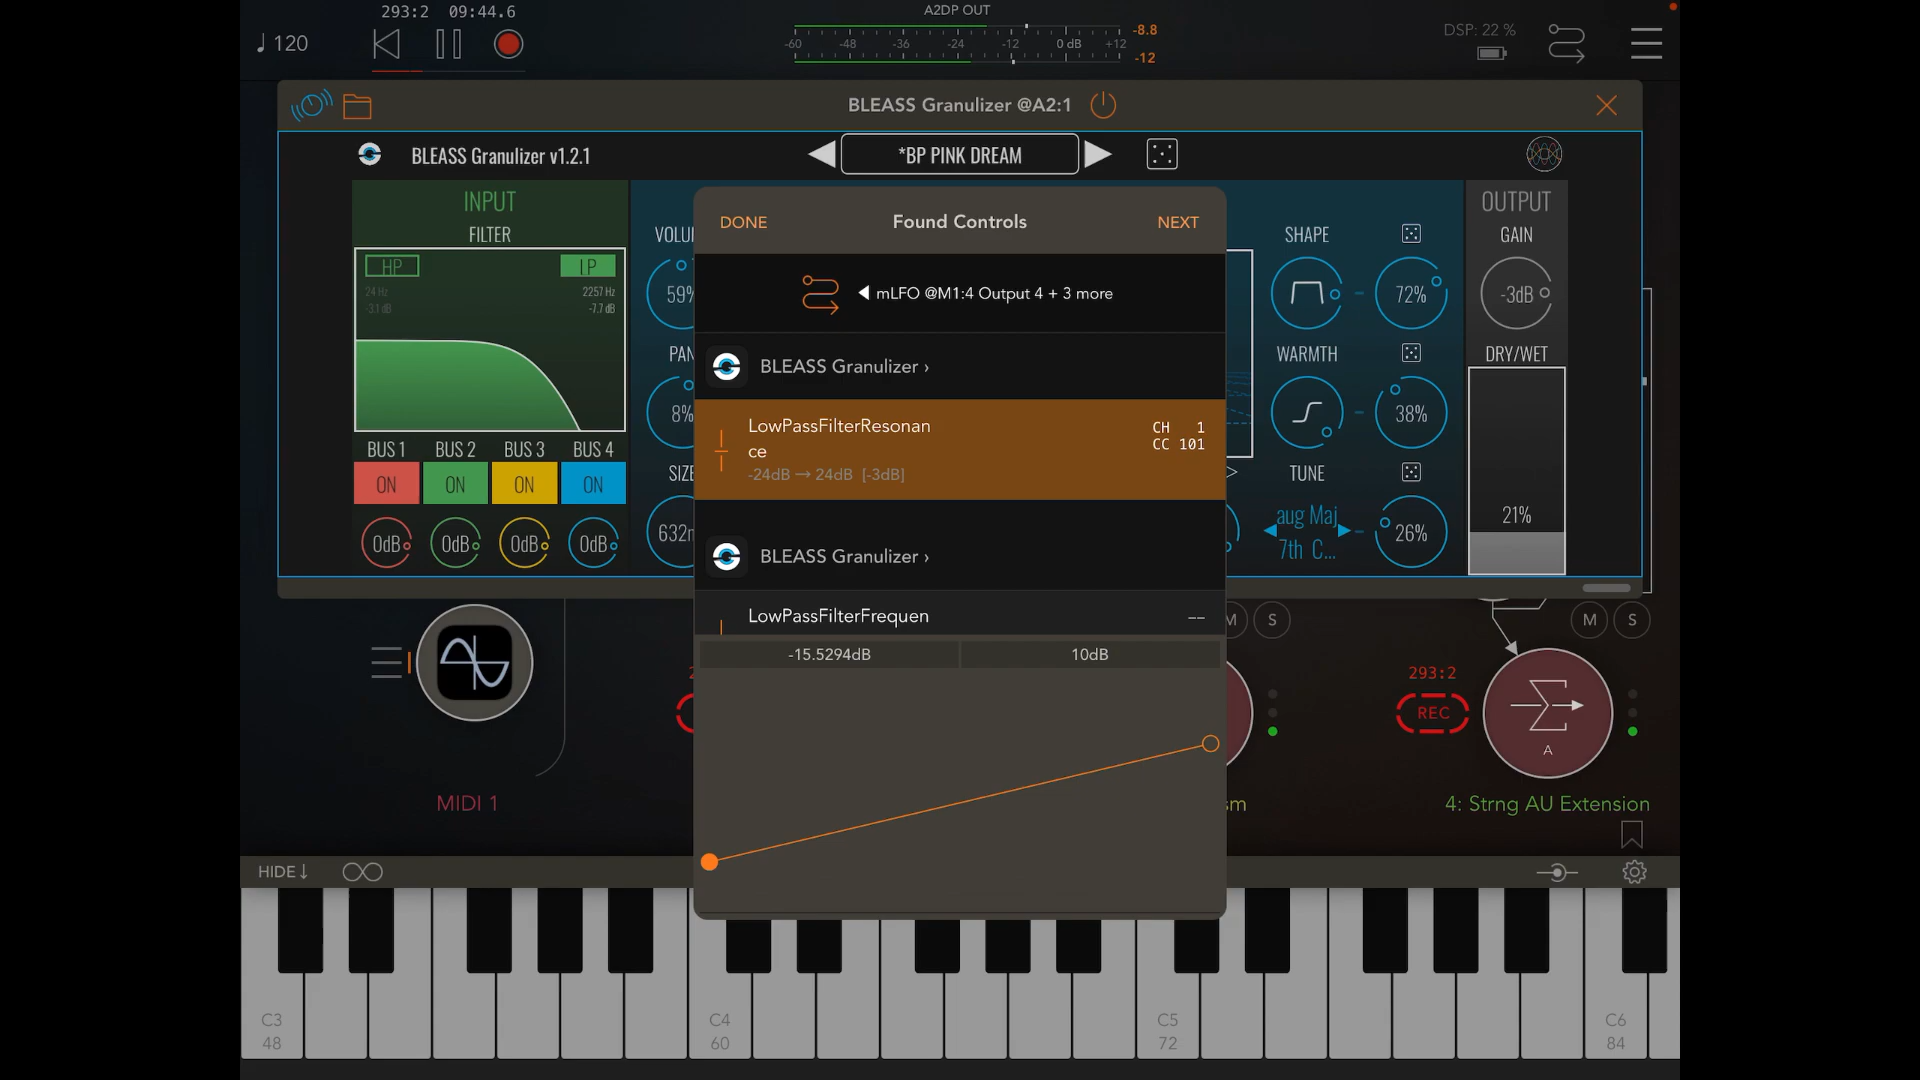 293:2 09:44.6
A2DP OUT
♩ 120
-60 -48 -36 -24 -12 0 dB +12
-8.8
-12
DSP: 22 %
BLEASS Granulizer @A2:1
BLEASS Granulizer v1.2.1
*BP PINK DREAM
INPUT
FILTER
HP
LP
24 Hz
-3.1 dB
2257 Hz
-7.7 dB
BUS 1 BUS 2 BUS 3 BUS 4
ON ON ON ON
0dB 0dB 0dB 0dB
VOLU
59%
PAN
8%
SIZE
632m
DONE
Found Controls
NEXT
mLFO @M1:4 Output 4 + 3 more
BLEASS Granulizer ›
LowPassFilterResonan
ce
-24dB → 24dB [-3dB]
CH 1
CC 101
BLEASS Granulizer ›
LowPassFilterFrequen
--
-15.5294dB
10dB
SHAPE
72%
WARMTH
38%
TUNE
aug Maj
7th C...
26%
OUTPUT
GAIN
-3dB
DRY/WET
21%
M S
M S
293:2
REC
A
MIDI 1
sm
4: Strng AU Extension
HIDE↓
C3
48
C4
60
C5
72
C6
84